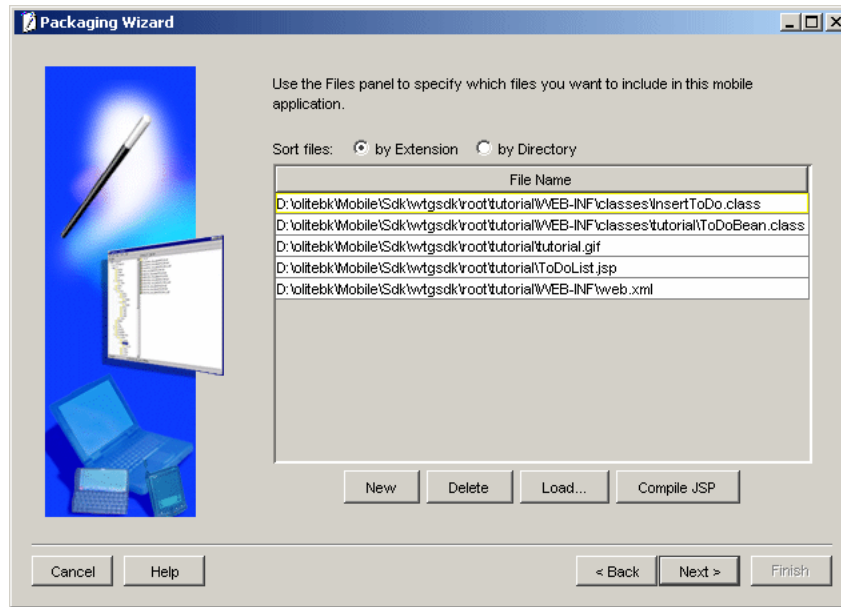 Packaging Wizard
Use the Files panel to specify which files you want to include in this mobile
application.
Sort files: by Extension by Directory
File Name
D:\olitebk\Mobile\Sdk\wtgsdk\root\tutorial\WEB-INF\classes\InsertToDo.class
D:\olitebk\Mobile\Sdk\wtgsdk\root\tutorial\WEB-INF\classes\tutorial\ToDoBean.class
D:\olitebk\Mobile\Sdk\wtgsdk\root\tutorial\tutorial.gif
D:\olitebk\Mobile\Sdk\wtgsdk\root\tutorial\ToDoList.jsp
D:\olitebk\Mobile\Sdk\wtgsdk\root\tutorial\WEB-INF\web.xml
New Delete Load... Compile JSP
Cancel Help < Back Next > Finish